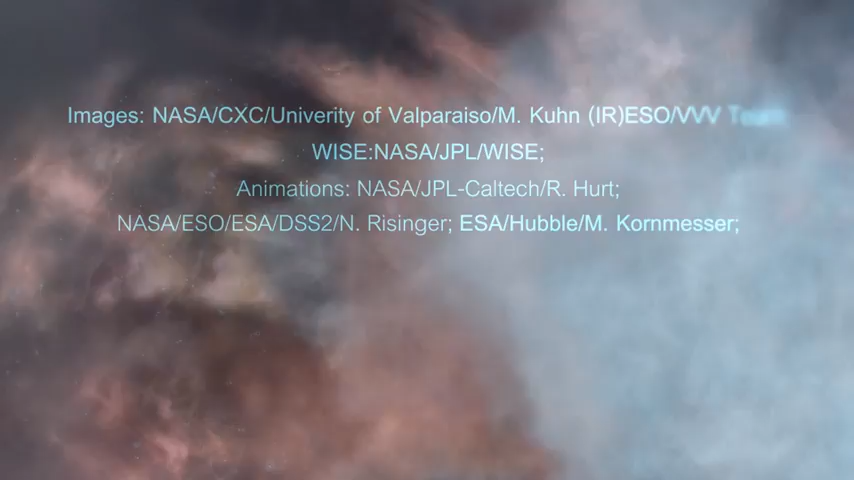 Images: NASA/CXC/Univerity of Valparaiso/M. Kuhn (IR)ESO/VVV
WISE:NASA/JPL/WISE;
Animations: NASA/JPL-Caltech/R. Hurt;
NASA/ESO/ESA/DSS2/N. Risinger; ESA/Hubble/M. Kornmesser;